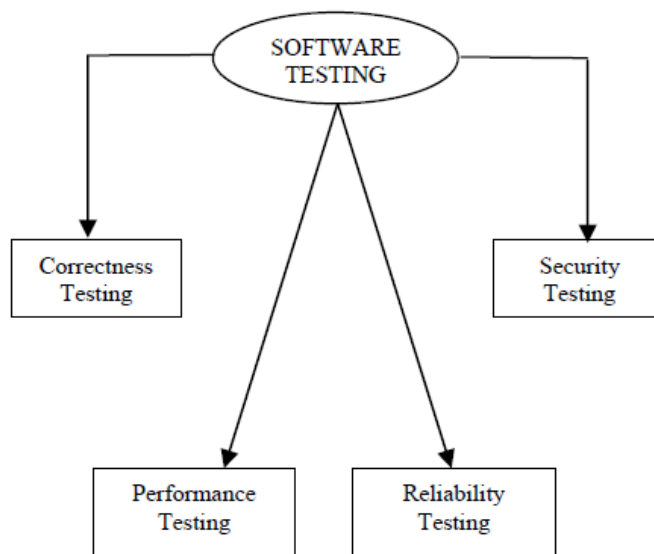 SOFTWARE
TESTING
Correctness
Testing
Security
Testing
Performance
Testing
Reliability
Testing